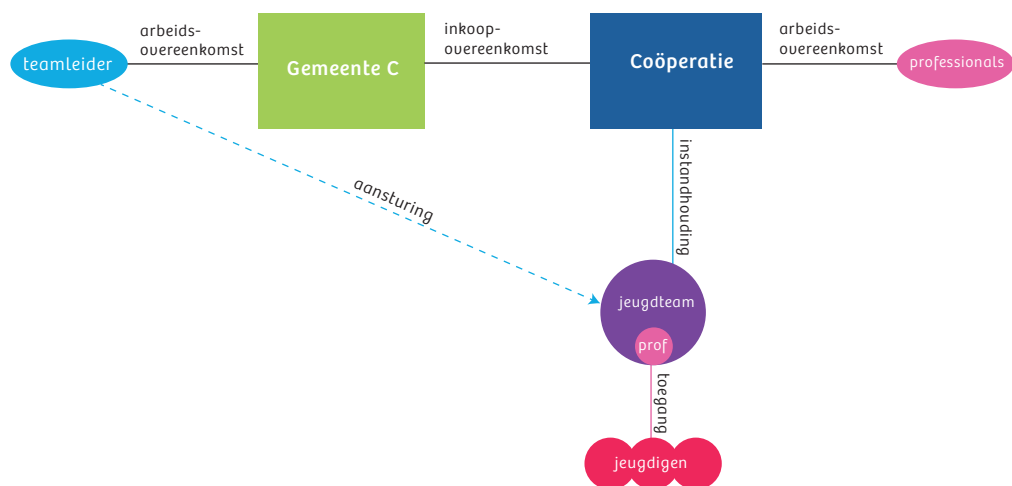 arbeids-
overeenkomst
inkoop-
overeenkomst
arbeids-
overeenkomst
teamleider
Gemeente C
Coöperatie
professionals
instandhouding
aansturing
jeugdteam
prof
toegang
jeugdigen